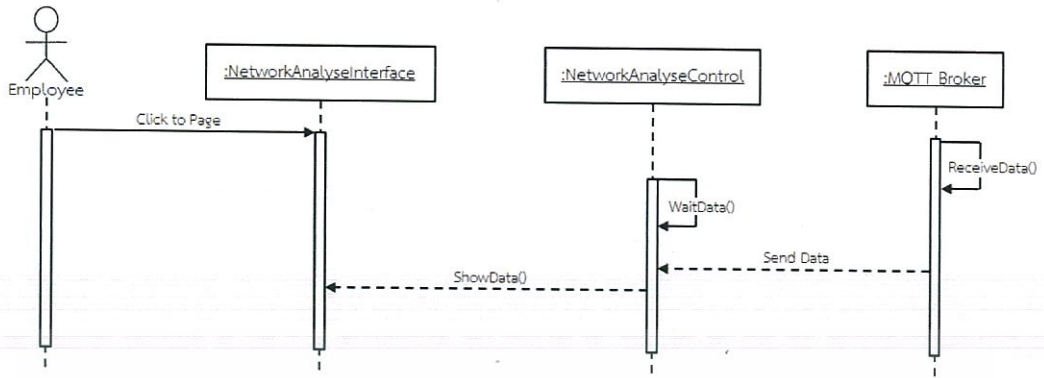 Employee
:NetworkAnalyseInterface
:NetworkAnalyseControl
:MQTT Broker
Click to Page
ReceiveData()
WaitData()
Send Data
ShowData()